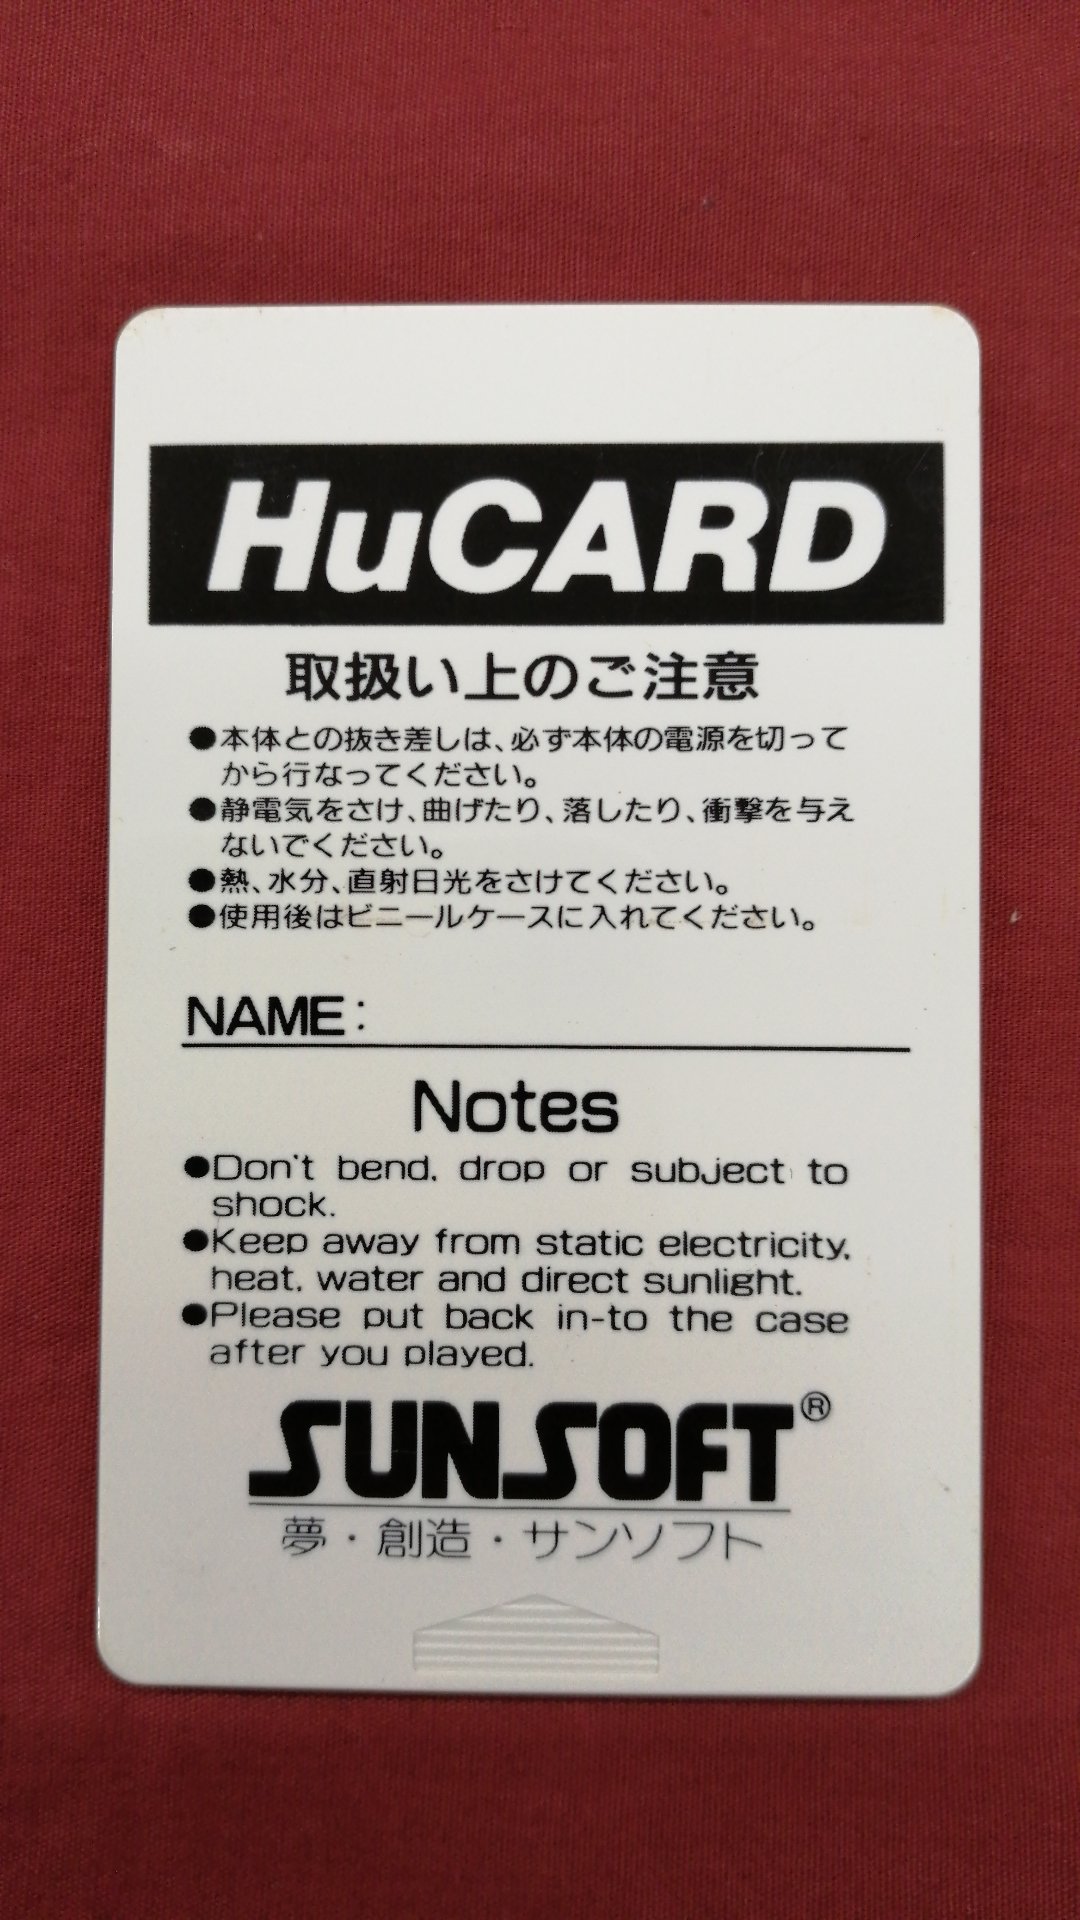 HuCARD
取扱い上のご注意
●本体との抜き差しは、必ず本体の電源を切って
から行なってください。
●静電気をさけ、曲げたり、落したり、衝撃を与え
ないでください。
●熱、水分、直射日光をさけてください。
●使用後はビニールケースに入れてください。
NAME:
Notes
●Don't bend, drop or subject to
shock.
●Keep away from static electricity,
heat, water and direct sunlight.
●Please put back in-to the case
after you played.
SUNSOFT®
夢・創造・サンソフト